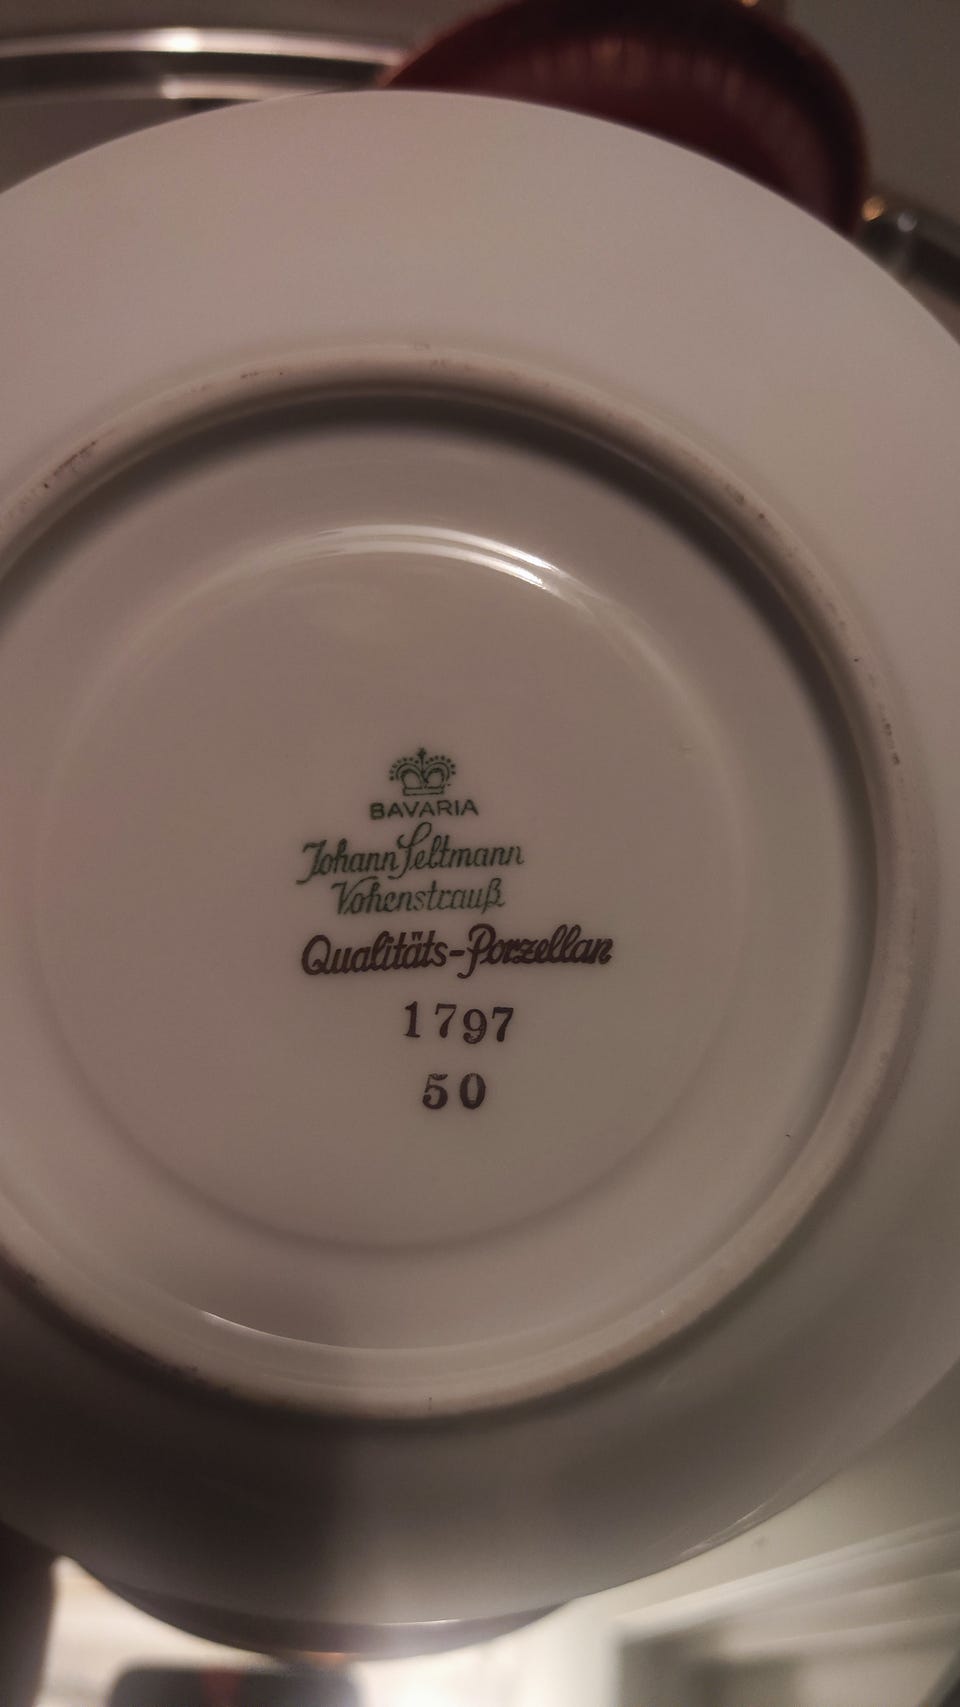 BAVARIA
Johann Seltmann
Vohenstrauß
Qualitäts-Porzellan
1797
50